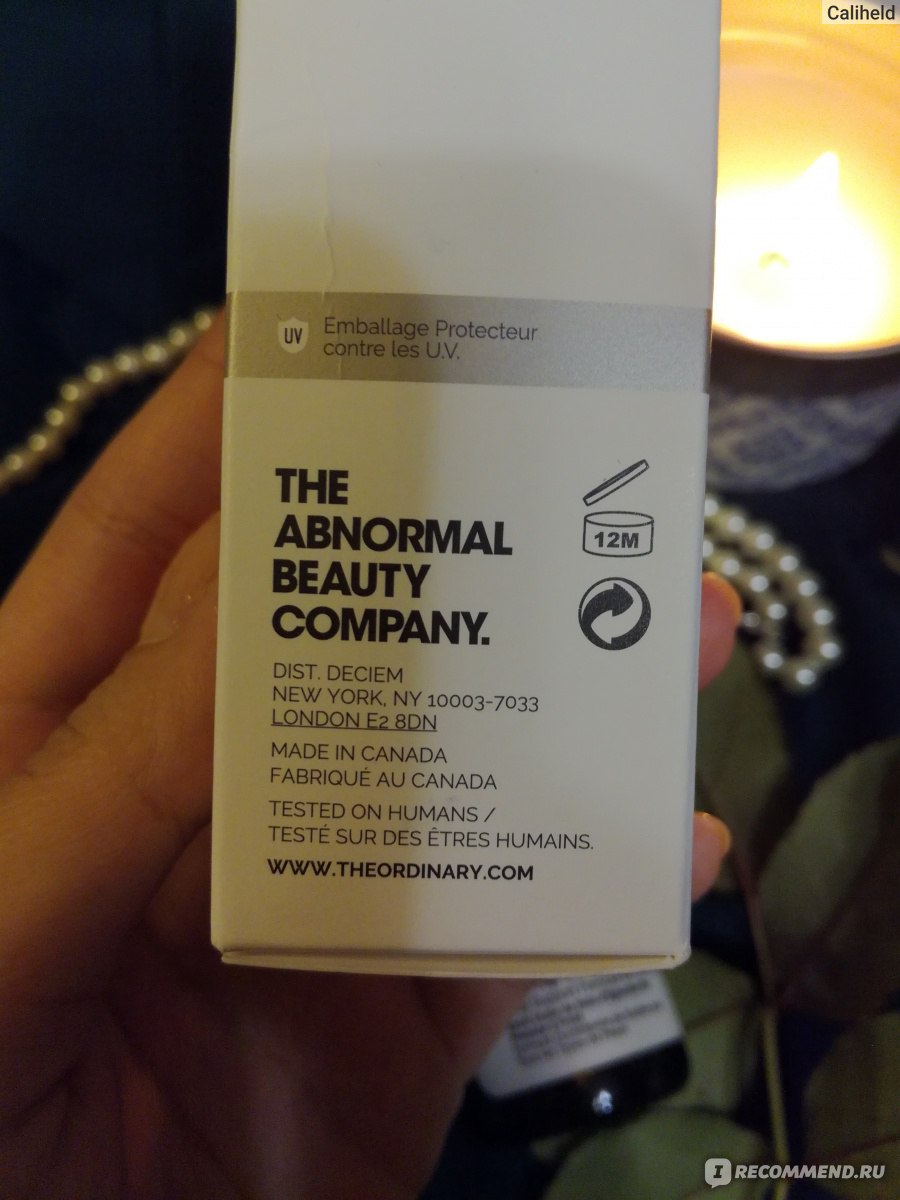 Caliheld
UV
Emballage Protecteur
contre les U.V.
THE
ABNORMAL
BEAUTY
COMPANY.
12M
DIST. DECIEM
NEW YORK, NY 10003-7033
LONDON E2 8DN
MADE IN CANADA
FABRIQUÉ AU CANADA
TESTED ON HUMANS /
TESTÉ SUR DES ÊTRES HUMAINS.
WWW.THEORDINARY.COM
IRECOMMEND.RU